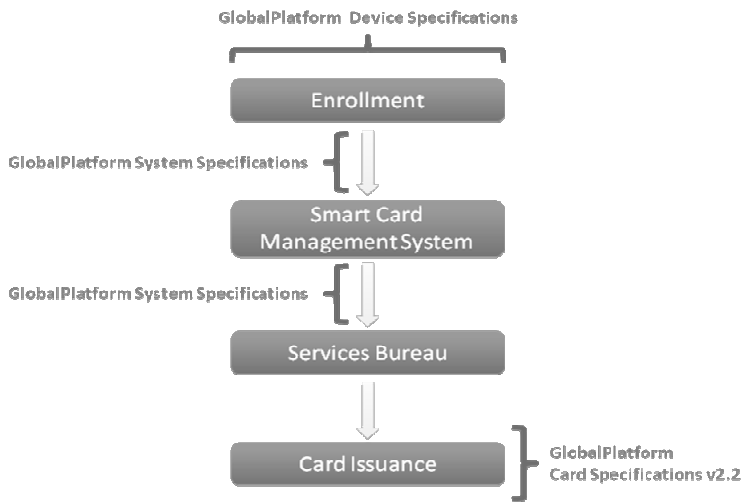 GlobalPlatform Device Specifications
Enrollment
GlobalPlatform System Specifications
Smart Card
Management System
GlobalPlatform System Specifications
Services Bureau
Card Issuance
GlobalPlatform
Card Specifications v2.2